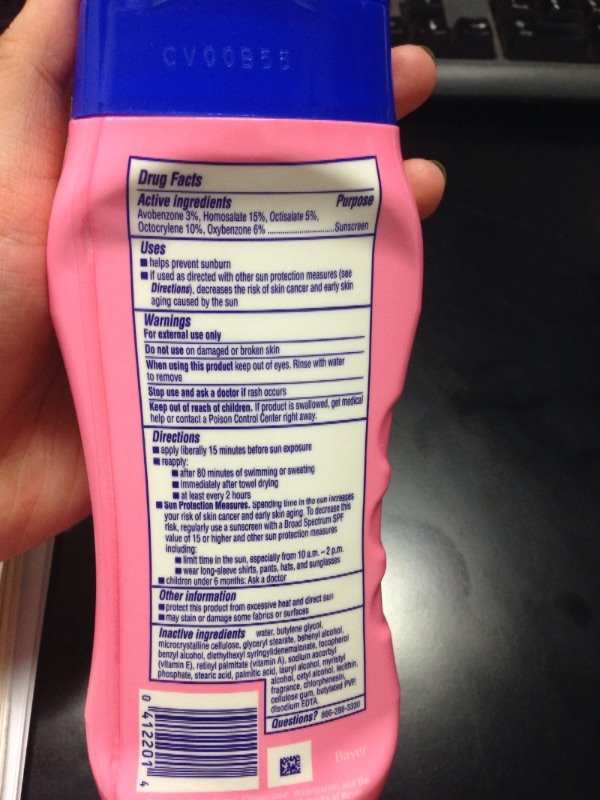 CV00B55
Drug Facts
Active ingredients Purpose
Avobenzone 3%, Homosalate 15%, Octisalate 5%,
Octocrylene 10%, Oxybenzone 6% ........................ Sunscreen
Uses
■ helps prevent sunburn
■ if used as directed with other sun protection measures (see
Directions), decreases the risk of skin cancer and early skin
aging caused by the sun
Warnings
For external use only
Do not use on damaged or broken skin
When using this product keep out of eyes. Rinse with water
to remove
Stop use and ask a doctor if rash occurs
Keep out of reach of children. If product is swallowed, get medical
help or contact a Poison Control Center right away.
Directions
■ apply liberally 15 minutes before sun exposure
■ reapply:
■ after 80 minutes of swimming or sweating
■ immediately after towel drying
■ at least every 2 hours
■ Sun Protection Measures. Spending time in the sun increases
your risk of skin cancer and early skin aging. To decrease this
risk, regularly use a sunscreen with a Broad Spectrum SPF
value of 15 or higher and other sun protection measures
including:
■ limit time in the sun, especially from 10 a.m. – 2 p.m.
■ wear long-sleeve shirts, pants, hats, and sunglasses
■ children under 6 months: Ask a doctor
Other information
■ protect this product from excessive heat and direct sun
■ may stain or damage some fabrics or surfaces
Inactive ingredients water, butylene glycol,
microcrystalline cellulose, glyceryl stearate, behenyl alcohol,
benzyl alcohol, diethylhexyl syringylidenemalonate, tocopherol
(vitamin E), retinyl palmitate (vitamin A), sodium ascorbyl
phosphate, stearic acid, palmitic acid, lauryl alcohol, myristyl
alcohol, cetyl alcohol, lecithin,
fragrance, chlorphenesin,
cellulose gum, butylated PVP,
disodium EDTA.
Questions? 866-288-3330
0 412201 4
Bayer
Waterbabies and the